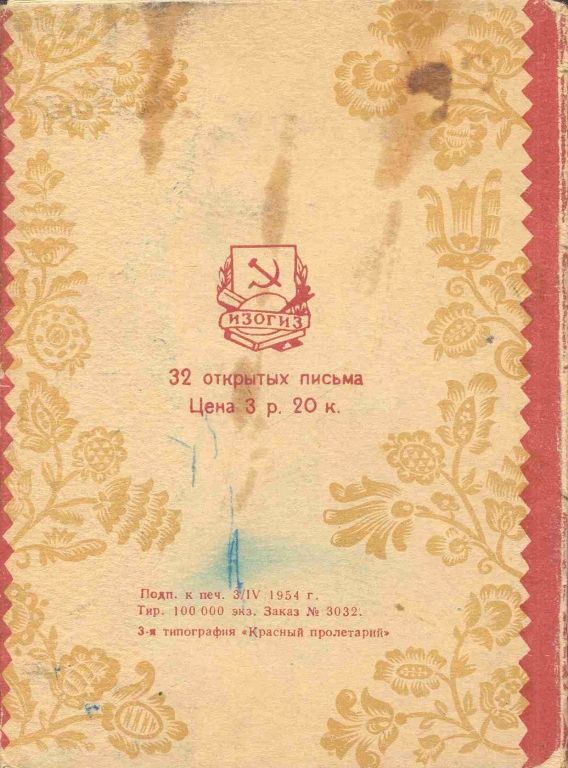 ИЗОГИЗ
32 открытых письма
Цена 3 р. 20 к.
Подп. к печ. 3/IV 1954 г.
Тир. 100 000 экз. Заказ № 3032.
3-я типография «Красный пролетарий»